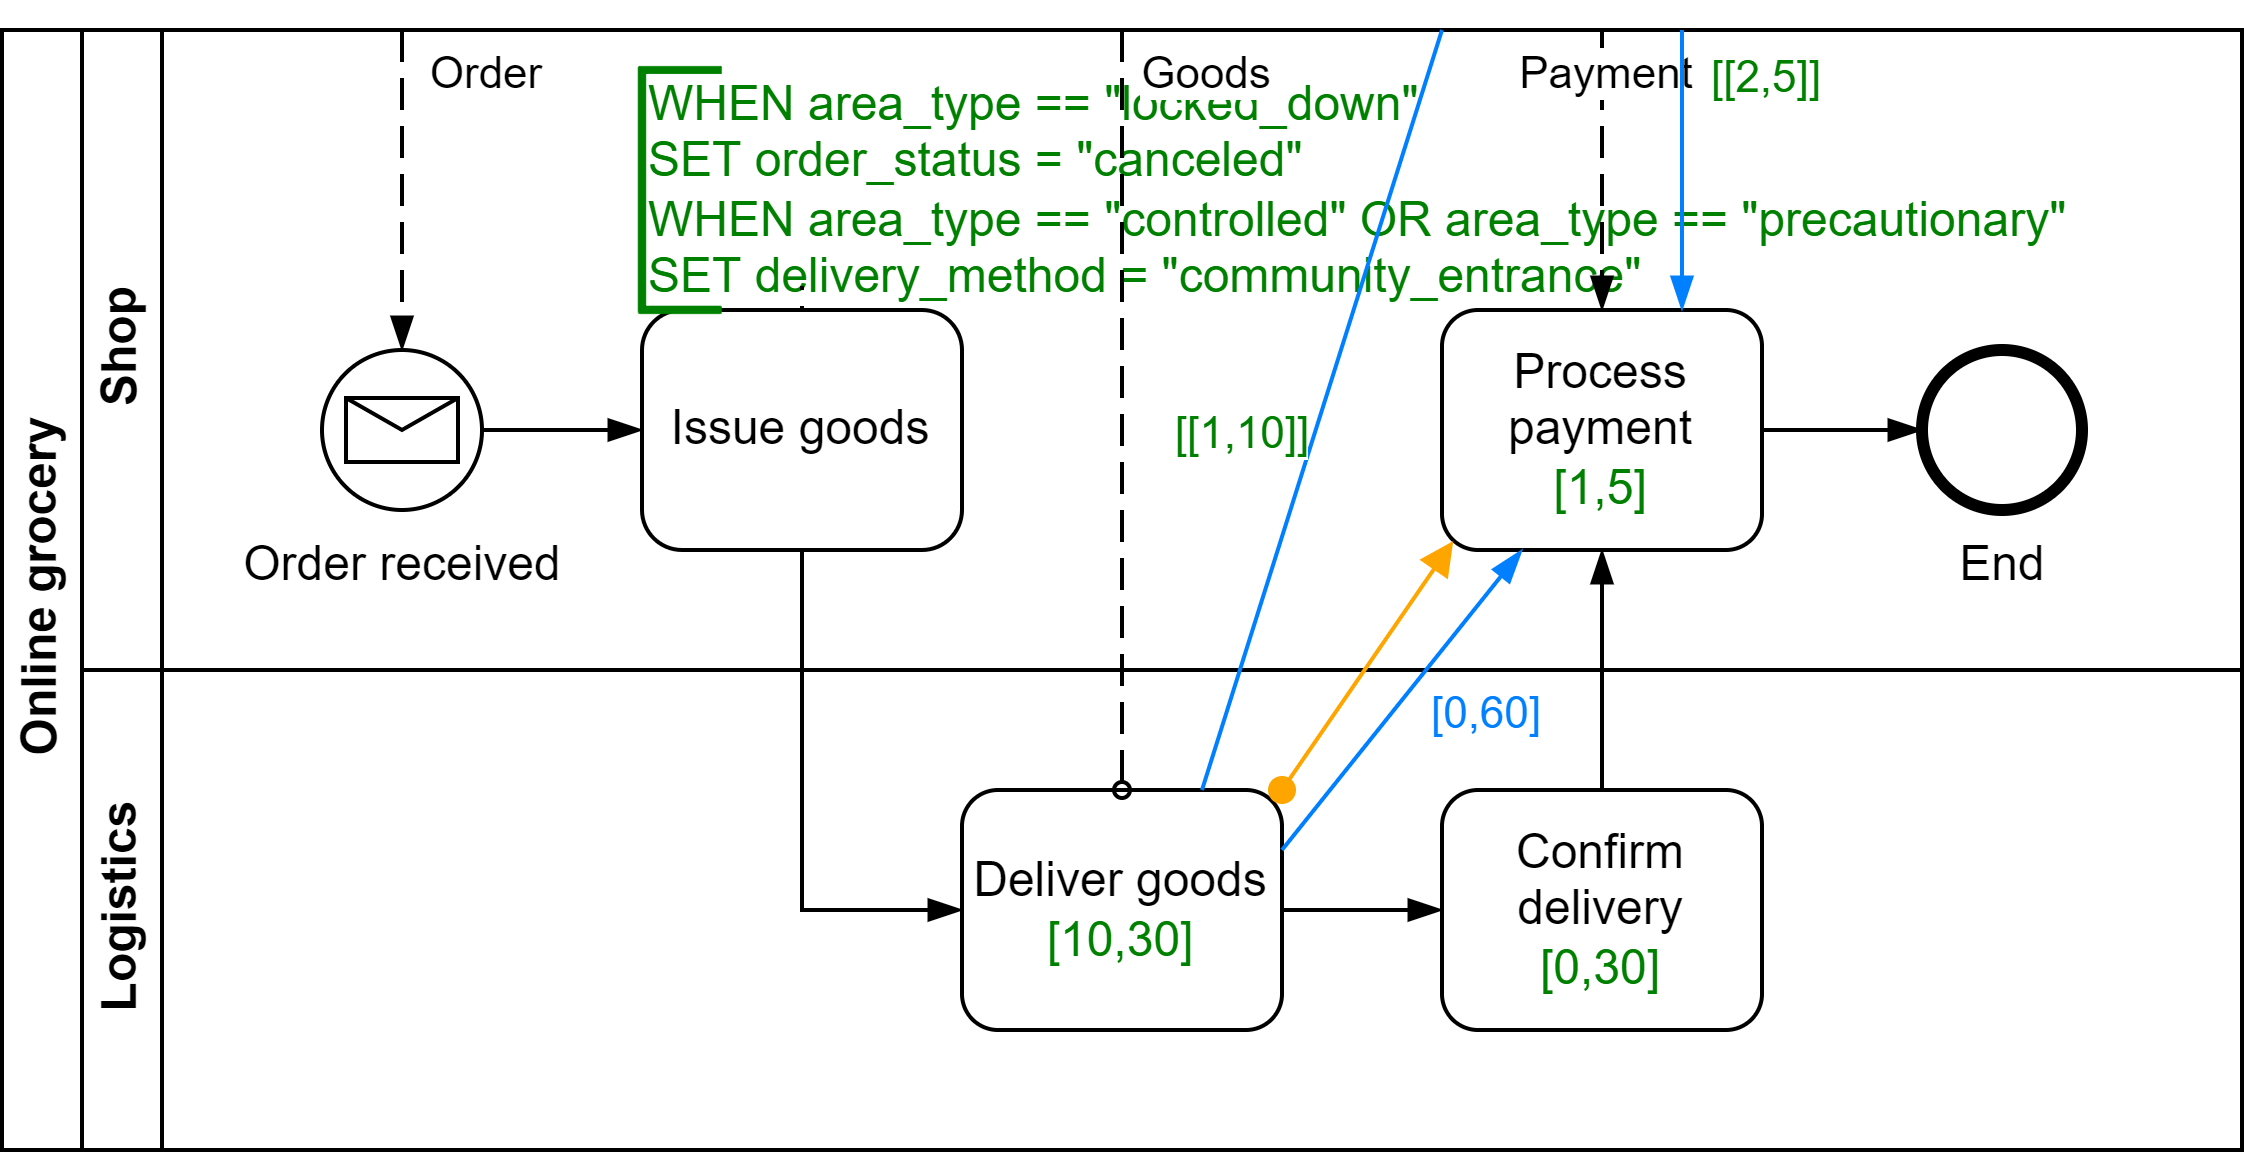 Online grocery
Shop
Logistics
Order
Goods
Payment
[[2,5]]
WHEN area_type == "locked_down"
SET order_status = "canceled"
WHEN area_type == "controlled" OR area_type == "precautionary"
SET delivery_method = "community_entrance"
Order received
Issue goods
[[1,10]]
Process
payment
[1,5]
End
[0,60]
Deliver goods
[10,30]
Confirm
delivery
[0,30]